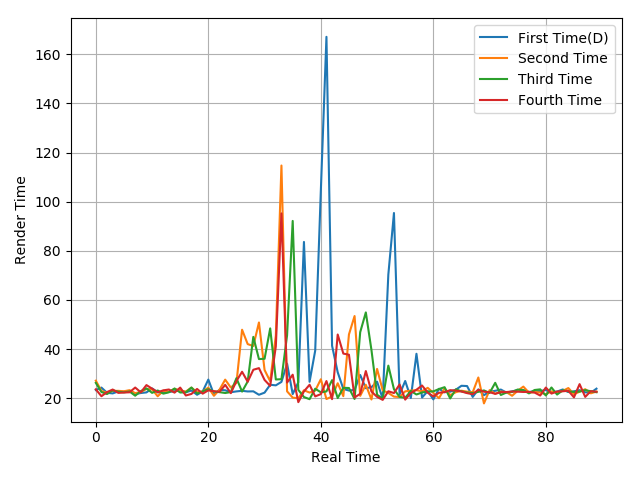 First Time(D)
Second Time
Third Time
Fourth Time
160
140
120
100
80
60
40
20
Render Time
0
20
40
60
80
Real Time